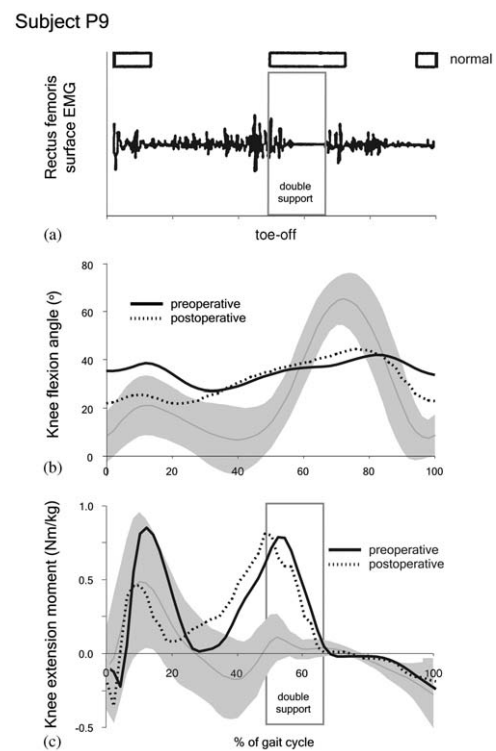 Subject P9
normal
Rectus femoris
surface EMG
double
support
(a)
toe-off
80
60
40
20
0
Knee flexion angle (°)
preoperative
postoperative
(b)
0 20 40 60 80 100
1.0
0.5
0.0
-0.5
Knee extension moment (Nm/kg)
preoperative
postoperative
0 20 40 60 80 100
double
support
(c)
% of gait cycle